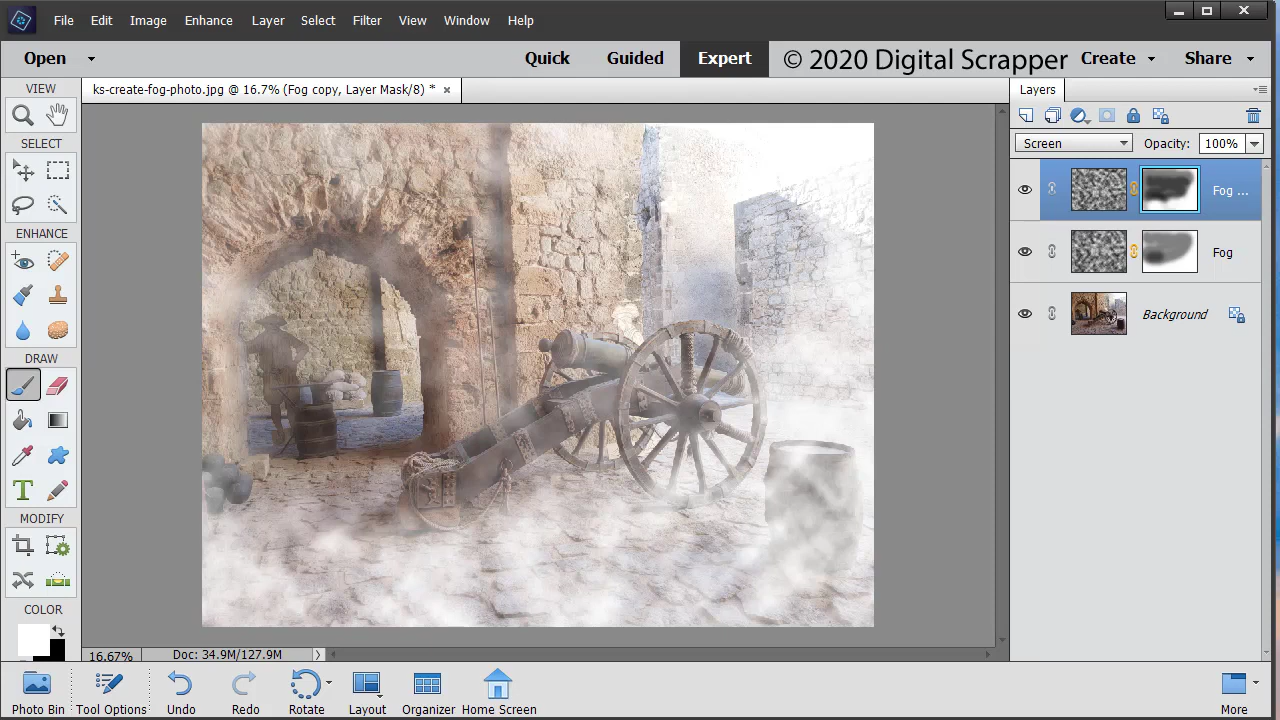 File Edit Image Enhance Layer Select Filter View Window Help
Open Quick Guided Expert © 2020 Digital Scrapper Create Share
ks-create-fog-photo.jpg @ 16.7% (Fog copy, Layer Mask/8) * ×
VIEW
SELECT
ENHANCE
DRAW
MODIFY
COLOR
Layers
Screen Opacity: 100%
Fog ...
Fog
Background
16.67% Doc: 34.9M/127.9M
Photo Bin Tool Options Undo Redo Rotate Layout Organizer Home Screen More